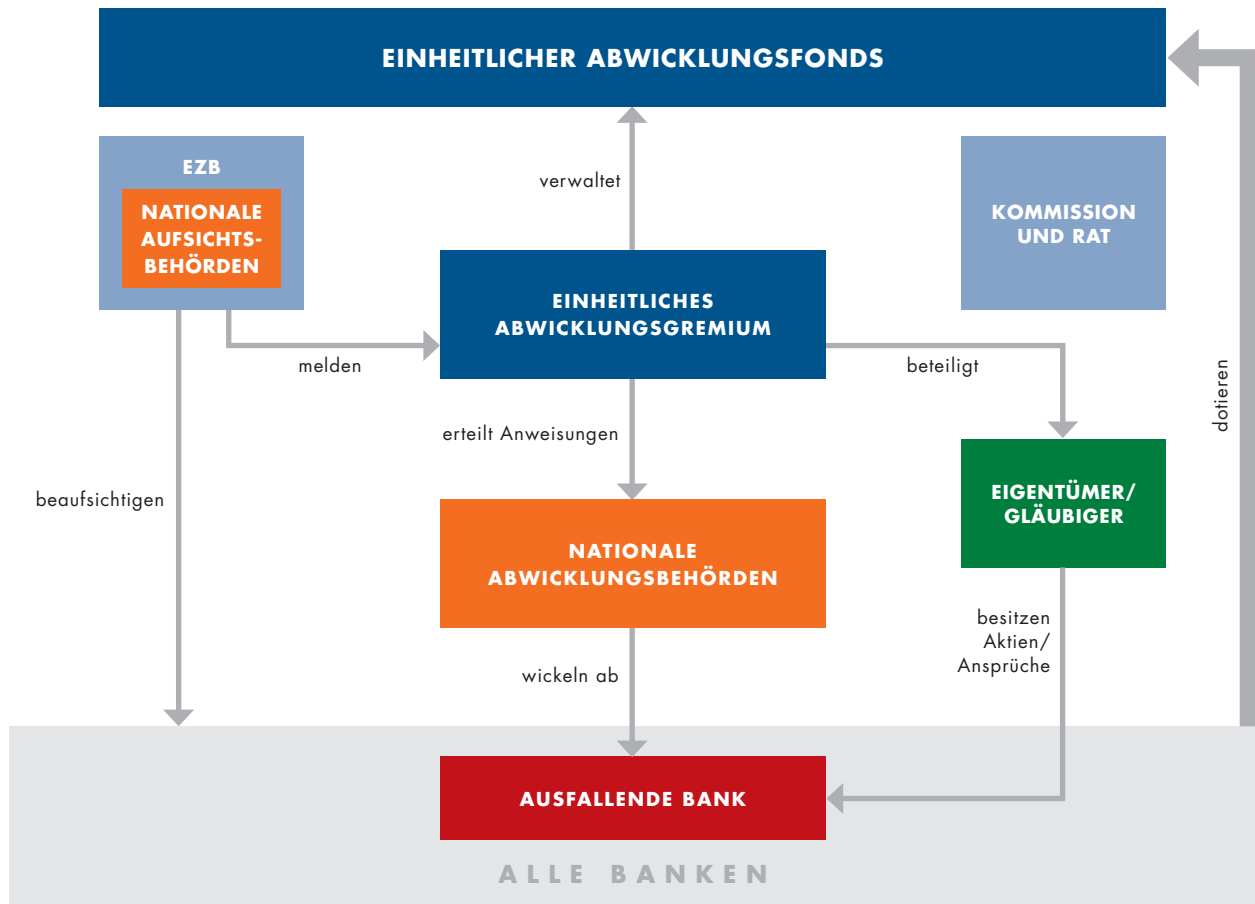 EINHEITLICHER ABWICKLUNGSFONDS
EZB
NATIONALE
AUFSICHTS-
BEHÖRDEN
verwaltet
KOMMISSION
UND RAT
EINHEITLICHES
ABWICKLUNGSGREMIUM
melden
beteiligt
dotieren
erteilt Anweisungen
beaufsichtigen
EIGENTÜMER/
GLÄUBIGER
NATIONALE
ABWICKLUNGSBEHÖRDEN
besitzen
Aktien/
Ansprüche
wickeln ab
AUSFALLENDE BANK
ALLE BANKEN